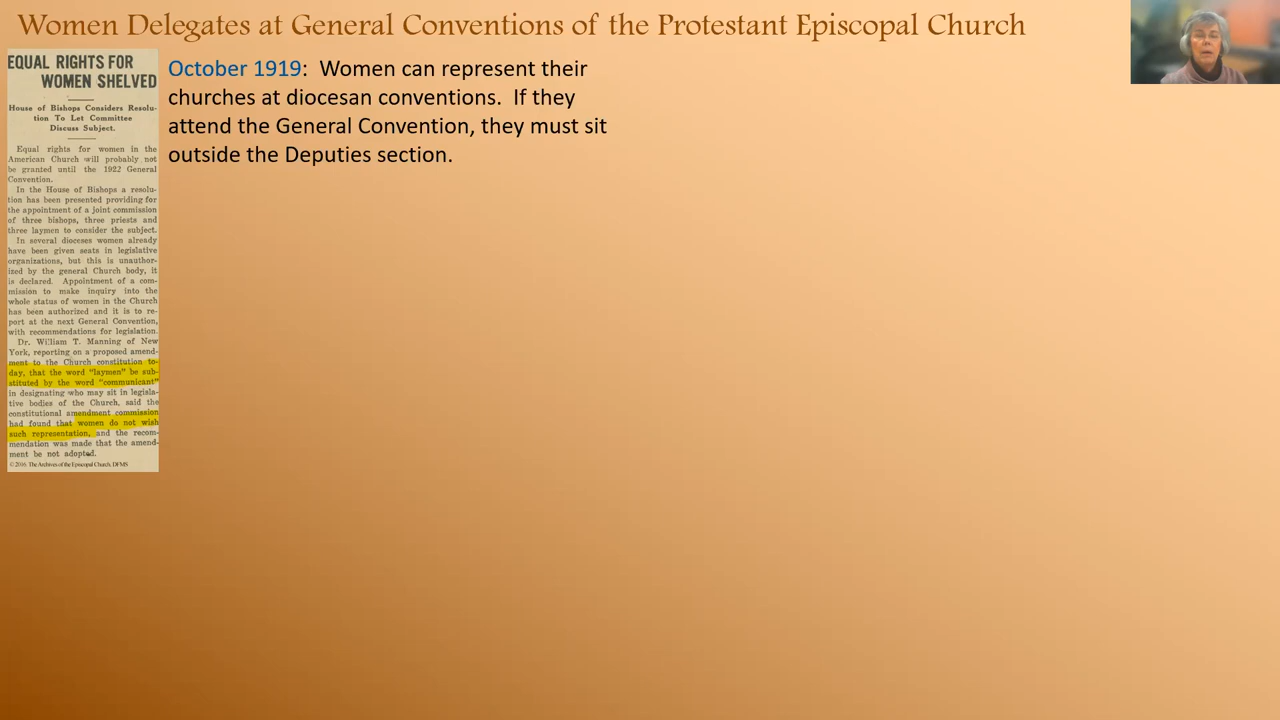 Women Delegates at General Conventions of the Protestant Episcopal Church
EQUAL RIGHTS FOR
WOMEN SHELVED
House of Bishops Considers Resolu-
tion To Let Committee
Discuss Subject.
Equal rights for women in the
American Church will probably not
be granted until the 1922 General
Convention.
In the House of Bishops a resolu-
tion has been presented providing for
the appointment of a joint commission
of three bishops, three priests and
three laymen to consider the subject.
In several dioceses women already
have been given seats in legislative
organizations, but this is unauthor-
ized by the general Church body, it
is declared. Appointment of a com-
mission to make inquiry into the
whole status of women in the Church
has been authorized and it is to re-
port at the next General Convention,
with recommendations for legislation.
Dr. William T. Manning of New
York, reporting on a proposed amend-
ment to the Church constitution to-
day, that the word "laymen" be sub-
stituted by the word "communicant"
in designating who may sit in legisla-
tive bodies of the Church, said the
constitutional amendment commission
had found that women do not wish
such representation, and the recom-
mendation was made that the amend-
ment be not adopted.
© 2016 The Archives of the Episcopal Church, DFMS
October 1919: Women can represent their
churches at diocesan conventions. If they
attend the General Convention, they must sit
outside the Deputies section.